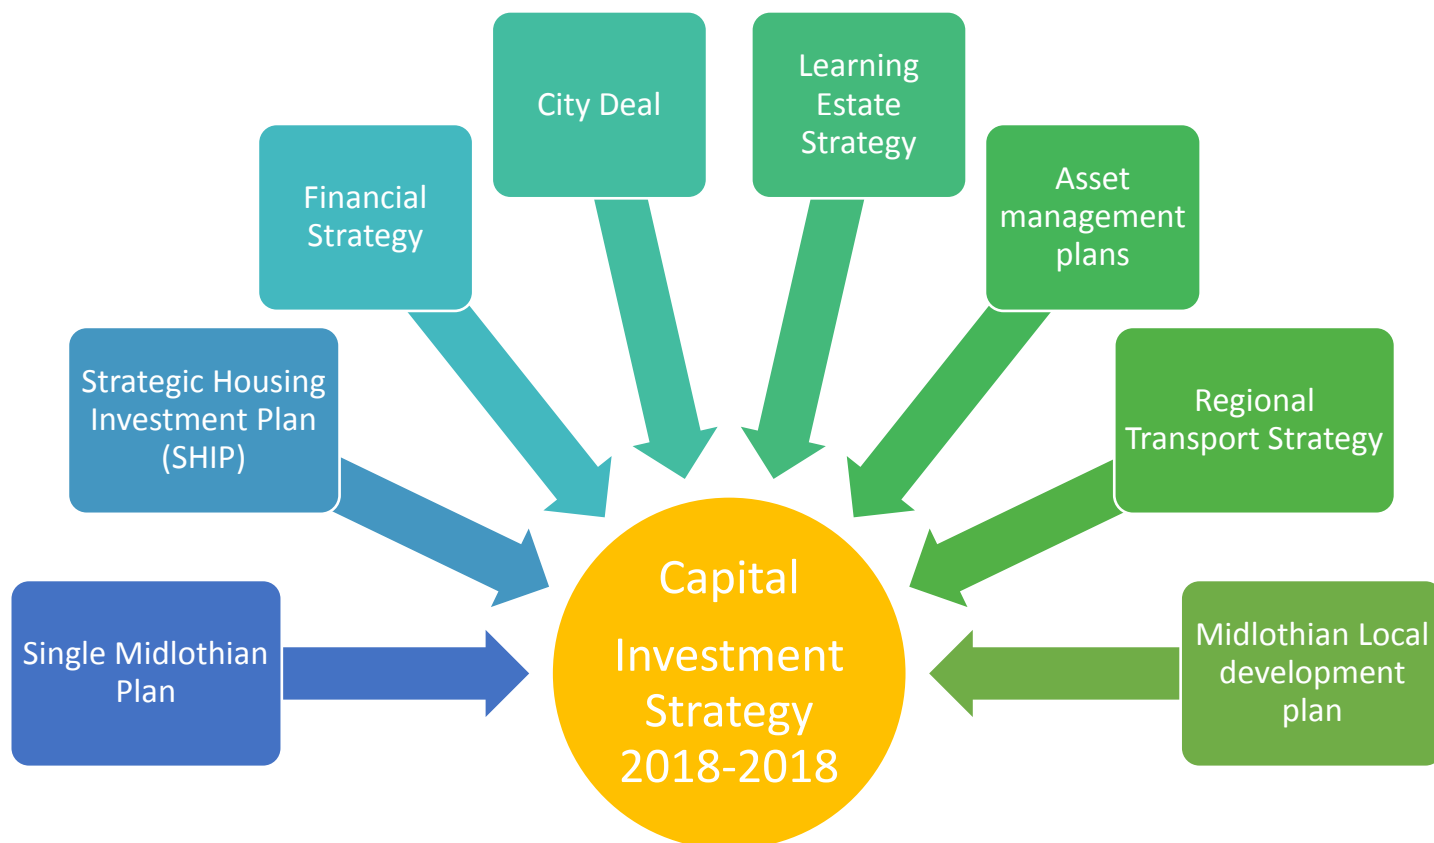 City Deal
Learning
Estate
Strategy
Financial
Strategy
Asset
management
plans
Strategic Housing
Investment Plan
(SHIP)
Regional
Transport Strategy
Single Midlothian
Plan
Capital
Investment
Strategy
2018-2018
Midlothian Local
development
plan